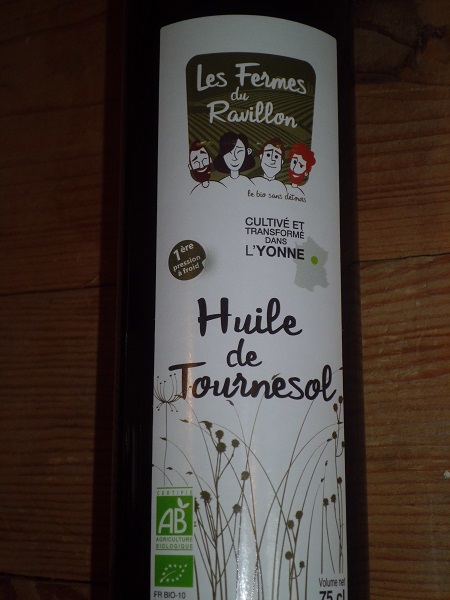 Les Fermes
du
Ravillon
le bio sans détours
CULTIVÉ ET
TRANSFORMÉ
DANS
L'YONNE
1ère
pression
à froid
Huile
de
Tournesol
CERTIFIÉ
AB
AGRICULTURE
BIOLOGIQUE
FR BIO-10
Volume net
75 cl